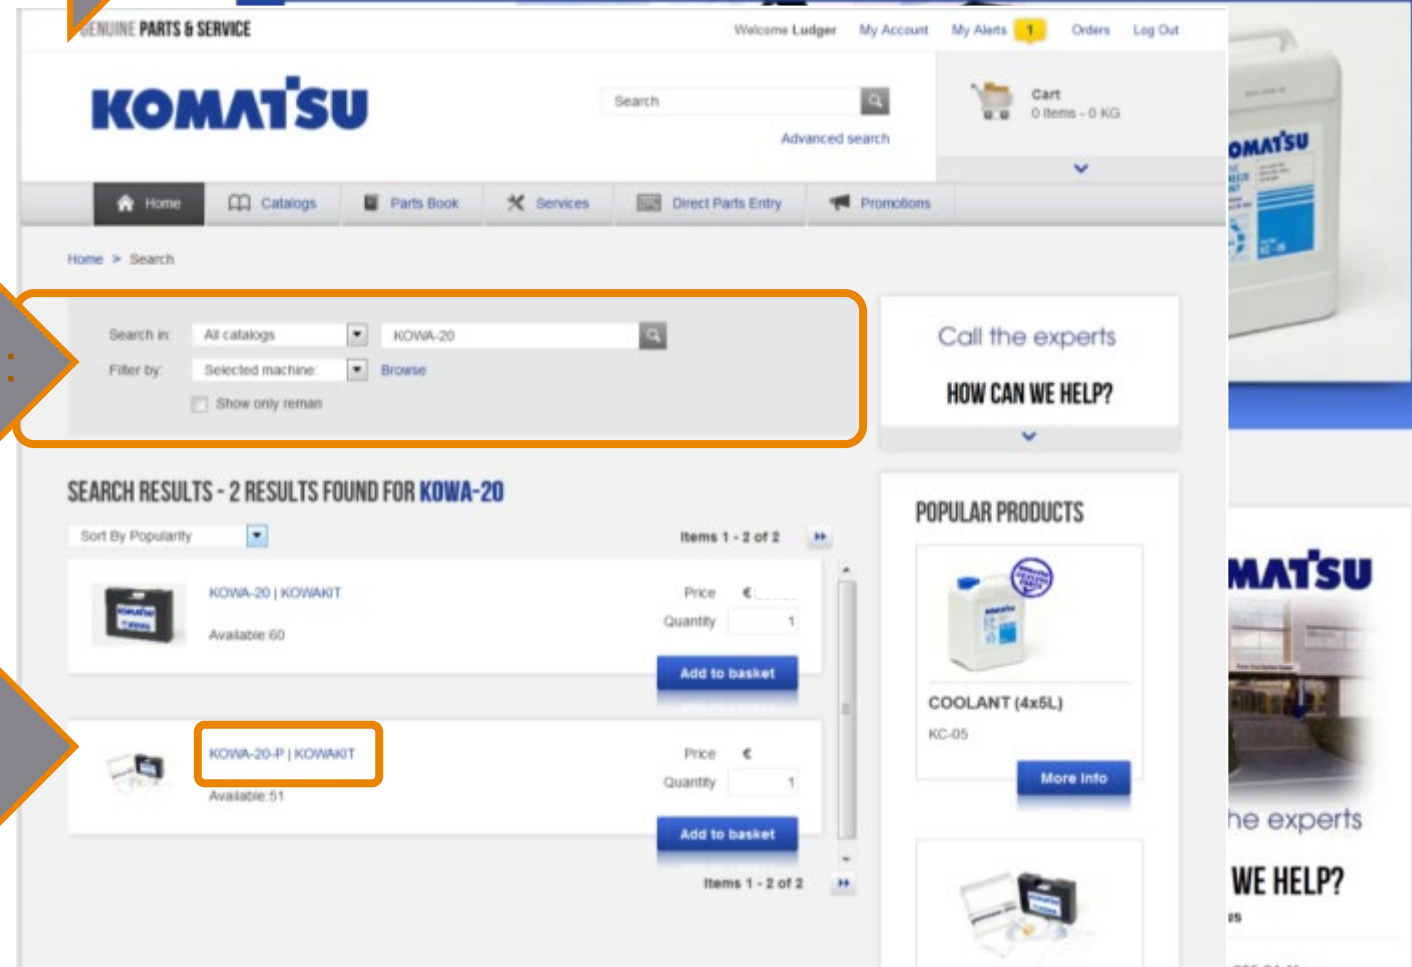 GENUINE PARTS & SERVICE
Welcome Ludger My Account My Alerts 1 Orders Log Out
KOMATSU
Search
Advanced search
Cart
0 Items - 0 KG
Home Catalogs Parts Book Services Direct Parts Entry Promotions
Home > Search
Search in: All catalogs KOWA-20
Filter by: Selected machine: Browse
Show only reman
Call the experts
HOW CAN WE HELP?
SEARCH RESULTS - 2 RESULTS FOUND FOR KOWA-20
Sort By Popularity Items 1 - 2 of 2
KOWA-20 | KOWAKIT
Available:60
Price €
Quantity 1
Add to basket
KOWA-20-P | KOWAKIT
Available:51
Price €
Quantity 1
Add to basket
Items 1 - 2 of 2
POPULAR PRODUCTS
COOLANT (4x5L)
KC-05
More Info
OMATSU
MATSU
he experts
WE HELP?
us